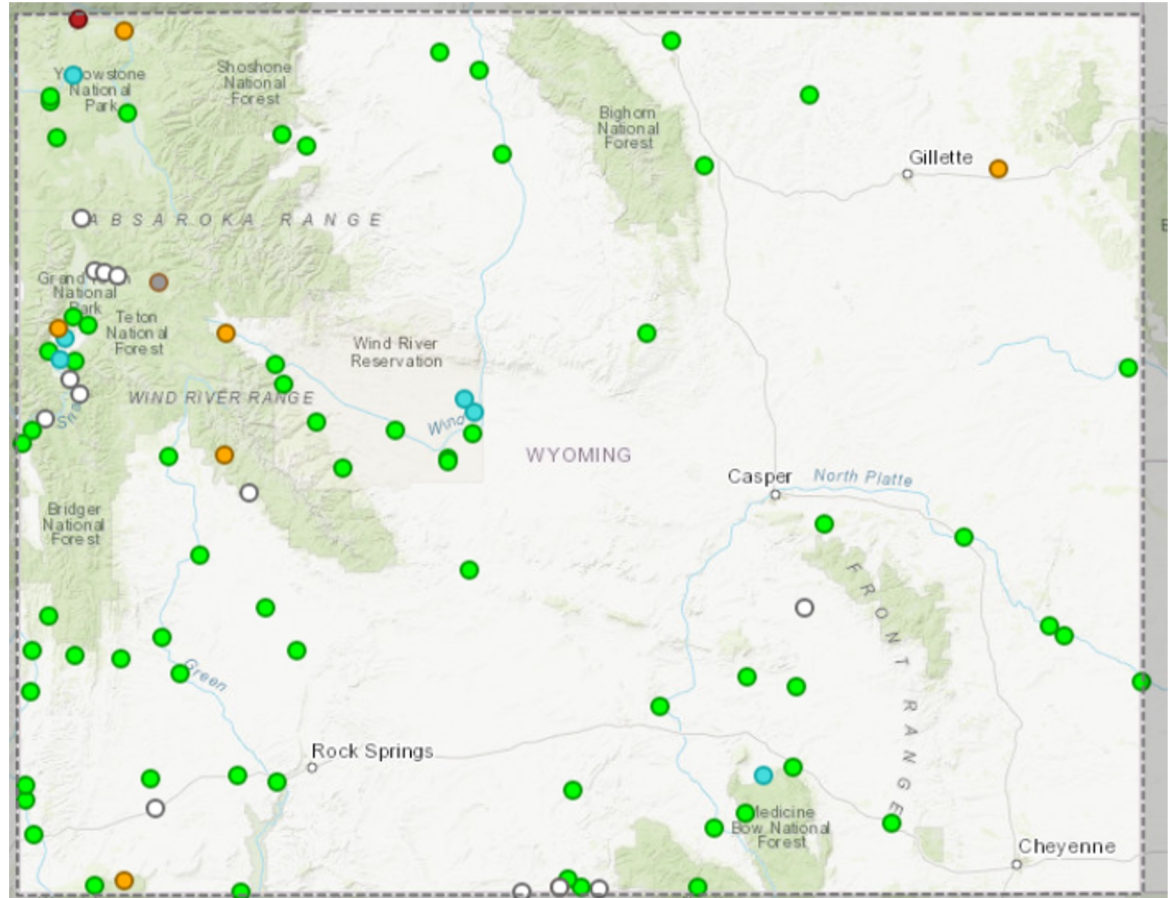 Shoshone
National
Forest
National
Park
Bighorn
National
Forest
Gillette
ABSAROKA RANGE
National
Park
Teton
National
Forest
Wind River
Reservation
WIND RIVER RANGE
Wind
WYOMING
Casper
North Platte
Bridger
National
Forest
FRONT RANGE
Green
Rock Springs
Medicine
Bow National
Forest
Cheyenne